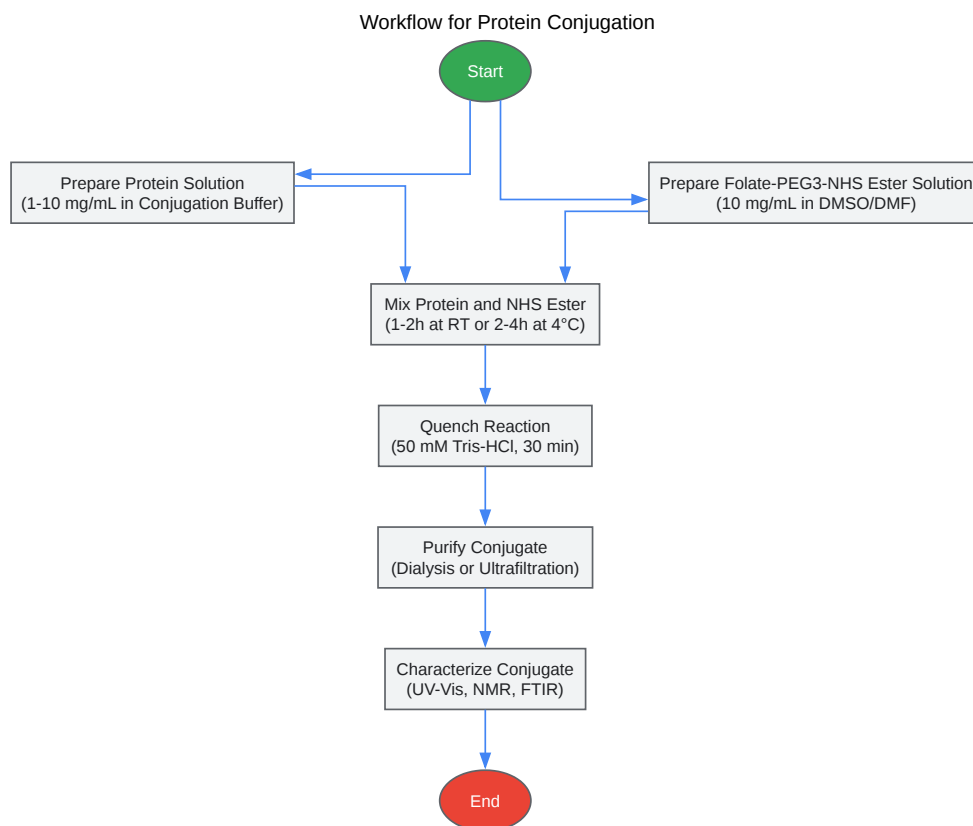 Workflow for Protein Conjugation
Start
Prepare Protein Solution
(1-10 mg/mL in Conjugation Buffer)
Prepare Folate-PEG3-NHS Ester Solution
(10 mg/mL in DMSO/DMF)
Mix Protein and NHS Ester
(1-2h at RT or 2-4h at 4°C)
Quench Reaction
(50 mM Tris-HCl, 30 min)
Purify Conjugate
(Dialysis or Ultrafiltration)
Characterize Conjugate
(UV-Vis, NMR, FTIR)
End